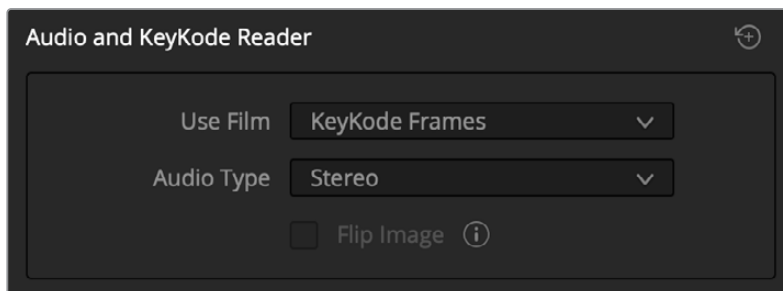 Audio and KeyKode Reader
Use Film KeyKode Frames
Audio Type Stereo
Flip Image